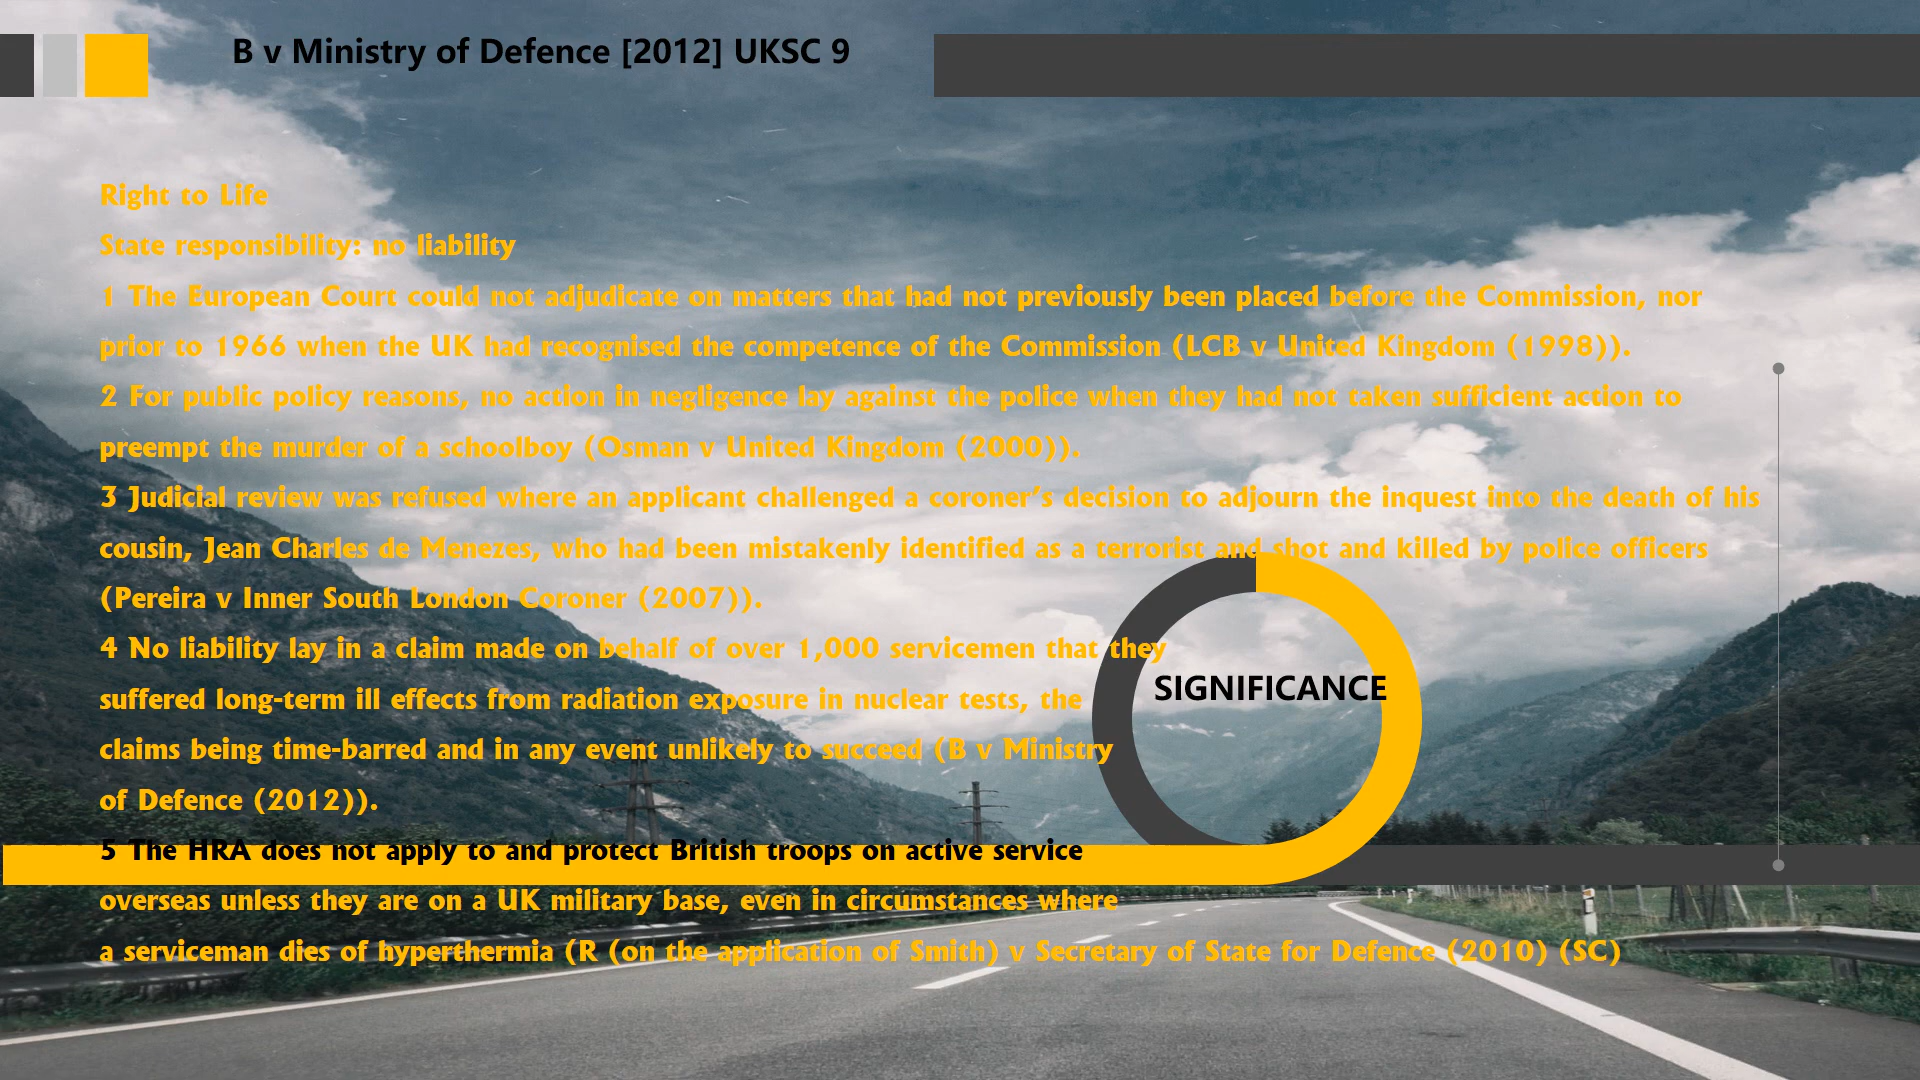 B v Ministry of Defence [2012] UKSC 9
Right to Life
State responsibility: no liability
1 The European Court could not adjudicate on matters that had not previously been placed before the Commission, nor
prior to 1966 when the UK had recognised the competence of the Commission (LCB v United Kingdom (1998)).
2 For public policy reasons, no action in negligence lay against the police when they had not taken sufficient action to
preempt the murder of a schoolboy (Osman v United Kingdom (2000)).
3 Judicial review was refused where an applicant challenged a coroner's decision to adjourn the inquest into the death of his
cousin, Jean Charles de Menezes, who had been mistakenly identified as a terrorist and shot and killed by police officers
(Pereira v Inner South London Coroner (2007)).
4 No liability lay in a claim made on behalf of over 1,000 servicemen that they
suffered long-term ill effects from radiation exposure in nuclear tests, the
claims being time-barred and in any event unlikely to succeed (B v Ministry
of Defence (2012)).
5 The HRA does not apply to and protect British troops on active service
overseas unless they are on a UK military base, even in circumstances where
a serviceman dies of hyperthermia (R (on the application of Smith) v Secretary of State for Defence (2010) (SC)
SIGNIFICANCE